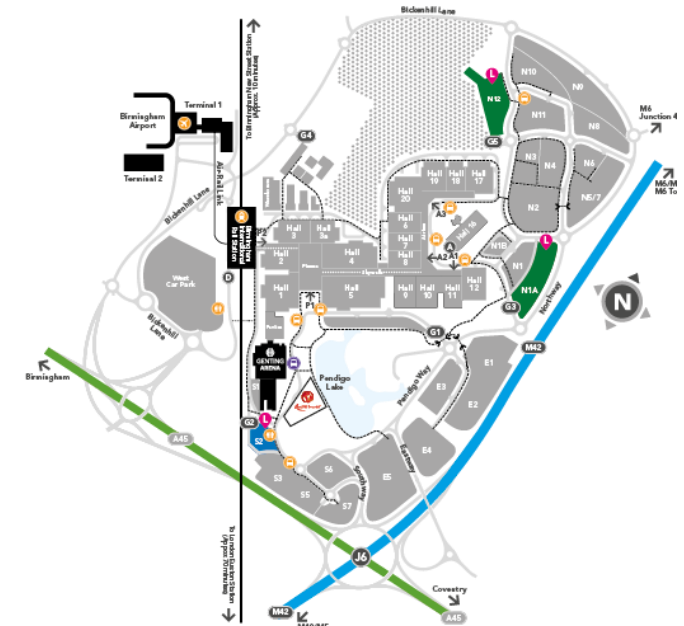 Bickenhill Lane
To Birmingham New Street Station
(Approx. 10 minutes)
Terminal 1
Birmingham
Airport
Terminal 2
Air-Rail Link
Bickenhill Lane
Birmingham
International
Rail Station
L
N12
N10
N9
N11
N8
M6
Junction 4
G4
G5
N3
N4
N6
N5/7
N2
M6 To
Hall
20
Hall
19
Hall
18
Hall
17
Hall
6
Hall
7
Hall
8
A3
Hall 16
A
A2
A1
N1B
N1
L
N1A
G3
Northway
N
M42
Hall
3
Hall
3a
Hall
2
Hall
4
Hall
1
Hall
5
Hall
9
Hall
10
Hall
11
Hall
12
Piazza
D
West
Car Park
Bickenhill
Lane
P1
G1
GENTING
ARENA
Pendigo
Lake
Pendigo Way
E1
E2
E3
E4
E5
Eastway
Southway
S1
G2
L
S2
S3
S5
S6
S7
Birmingham
A45
J6
To London Euston Station
(Approx 70 minutes)
M42
Coventry
A45